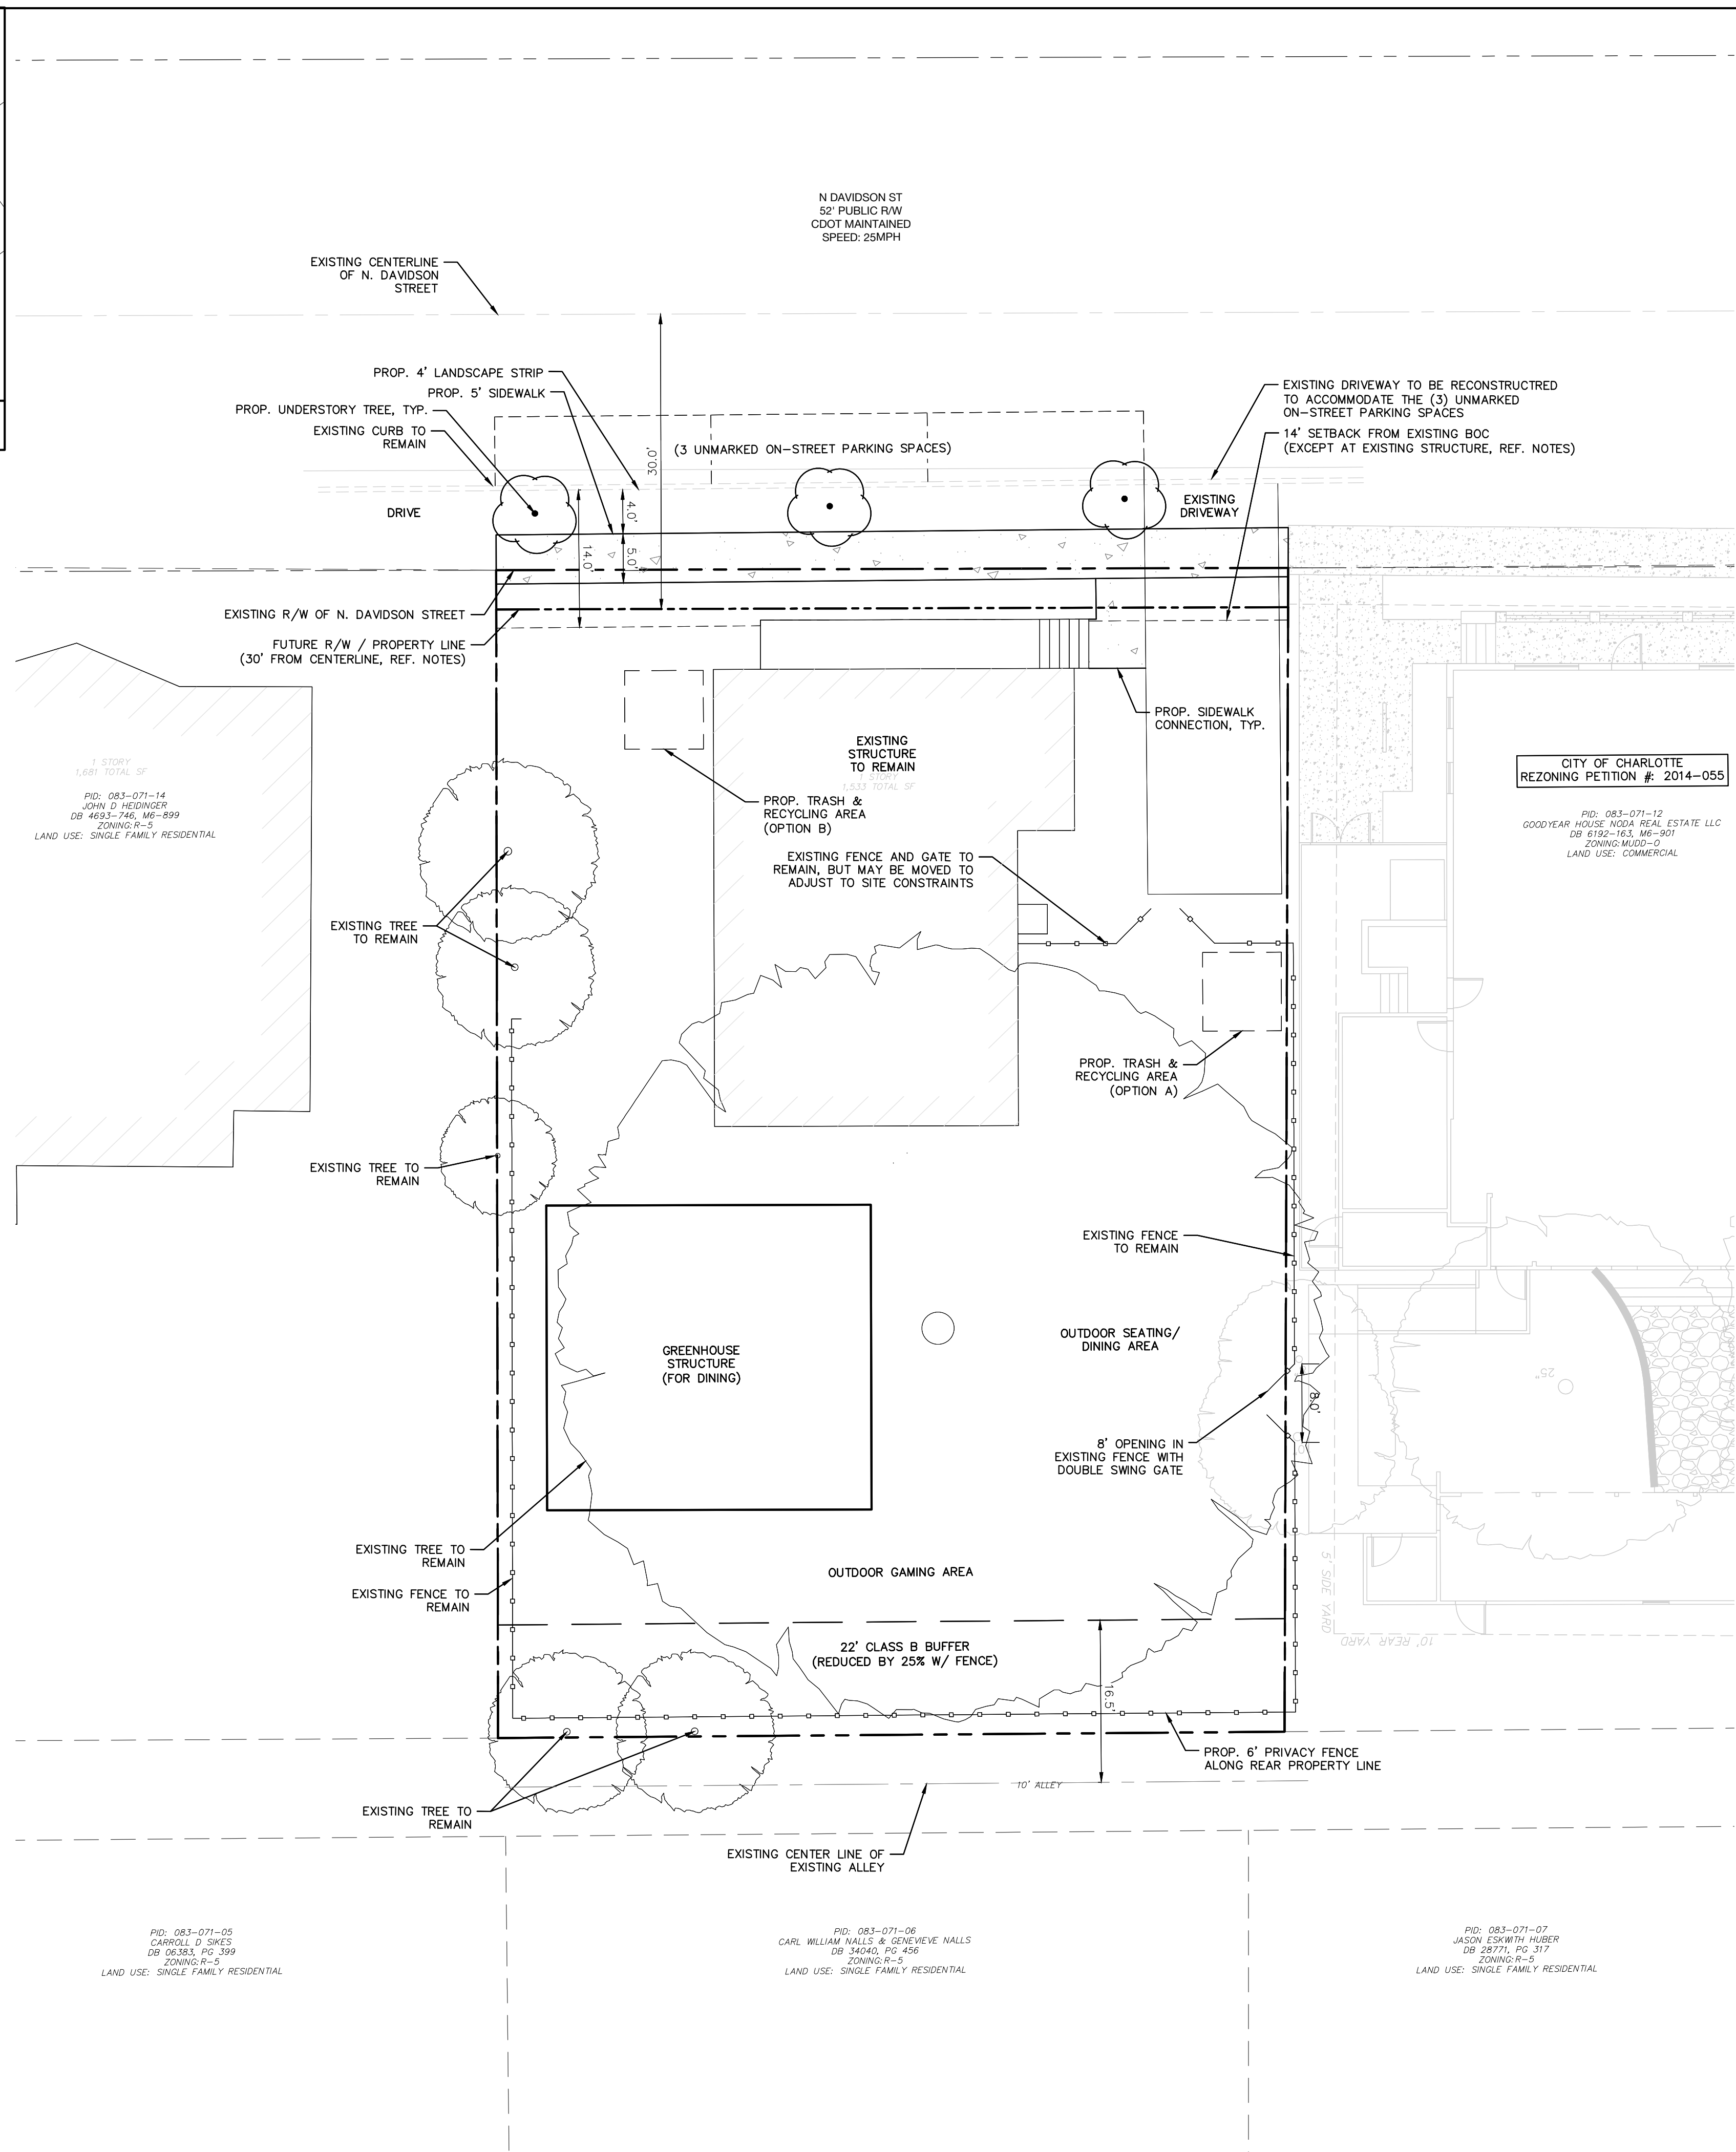 N DAVIDSON ST
52' PUBLIC R/W
CDOT MAINTAINED
SPEED: 25MPH
EXISTING CENTERLINE
OF N. DAVIDSON
STREET
PROP. 4' LANDSCAPE STRIP
PROP. 5' SIDEWALK
PROP. UNDERSTORY TREE, TYP.
EXISTING CURB TO
REMAIN
30.0'
(3 UNMARKED ON-STREET PARKING SPACES)
EXISTING DRIVEWAY TO BE RECONSTRUCTRED
TO ACCOMMODATE THE (3) UNMARKED
ON-STREET PARKING SPACES
14' SETBACK FROM EXISTING BOC
(EXCEPT AT EXISTING STRUCTURE, REF. NOTES)
DRIVE
4.0'
EXISTING
DRIVEWAY
14.0'
5.0'
EXISTING R/W OF N. DAVIDSON STREET
FUTURE R/W / PROPERTY LINE
(30' FROM CENTERLINE, REF. NOTES)
PROP. SIDEWALK
CONNECTION, TYP.
EXISTING
STRUCTURE
TO REMAIN
1 STORY
1,533 TOTAL SF
1 STORY
1,681 TOTAL SF
PID: 083-071-14
JOHN D HEIDINGER
DB 4693-746, M6-899
ZONING: R-5
LAND USE: SINGLE FAMILY RESIDENTIAL
CITY OF CHARLOTTE
REZONING PETITION #: 2014-055
PID: 083-071-12
GOODYEAR HOUSE NODA REAL ESTATE LLC
DB 6192-163, M6-901
ZONING: MUDD-O
LAND USE: COMMERCIAL
PROP. TRASH &
RECYCLING AREA
(OPTION B)
EXISTING FENCE AND GATE TO
REMAIN, BUT MAY BE MOVED TO
ADJUST TO SITE CONSTRAINTS
EXISTING TREE
TO REMAIN
PROP. TRASH &
RECYCLING AREA
(OPTION A)
EXISTING TREE TO
REMAIN
EXISTING FENCE
TO REMAIN
GREENHOUSE
STRUCTURE
(FOR DINING)
OUTDOOR SEATING/
DINING AREA
25"
8.0'
8' OPENING IN
EXISTING FENCE WITH
DOUBLE SWING GATE
EXISTING TREE TO
REMAIN
EXISTING FENCE TO
REMAIN
OUTDOOR GAMING AREA
5' SIDE YARD
10' REAR YARD
22' CLASS B BUFFER
(REDUCED BY 25% W/ FENCE)
16.5'
PROP. 6' PRIVACY FENCE
ALONG REAR PROPERTY LINE
10' ALLEY
EXISTING TREE TO
REMAIN
EXISTING CENTER LINE OF
EXISTING ALLEY
PID: 083-071-05
CARROLL D SIKES
DB 06383, PG 399
ZONING: R-5
LAND USE: SINGLE FAMILY RESIDENTIAL
PID: 083-071-06
CARL WILLIAM NALLS & GENEVIEVE NALLS
DB 34040, PG 456
ZONING: R-5
LAND USE: SINGLE FAMILY RESIDENTIAL
PID: 083-071-07
JASON ESKWITH HUBER
DB 28771, PG 317
ZONING: R-5
LAND USE: SINGLE FAMILY RESIDENTIAL